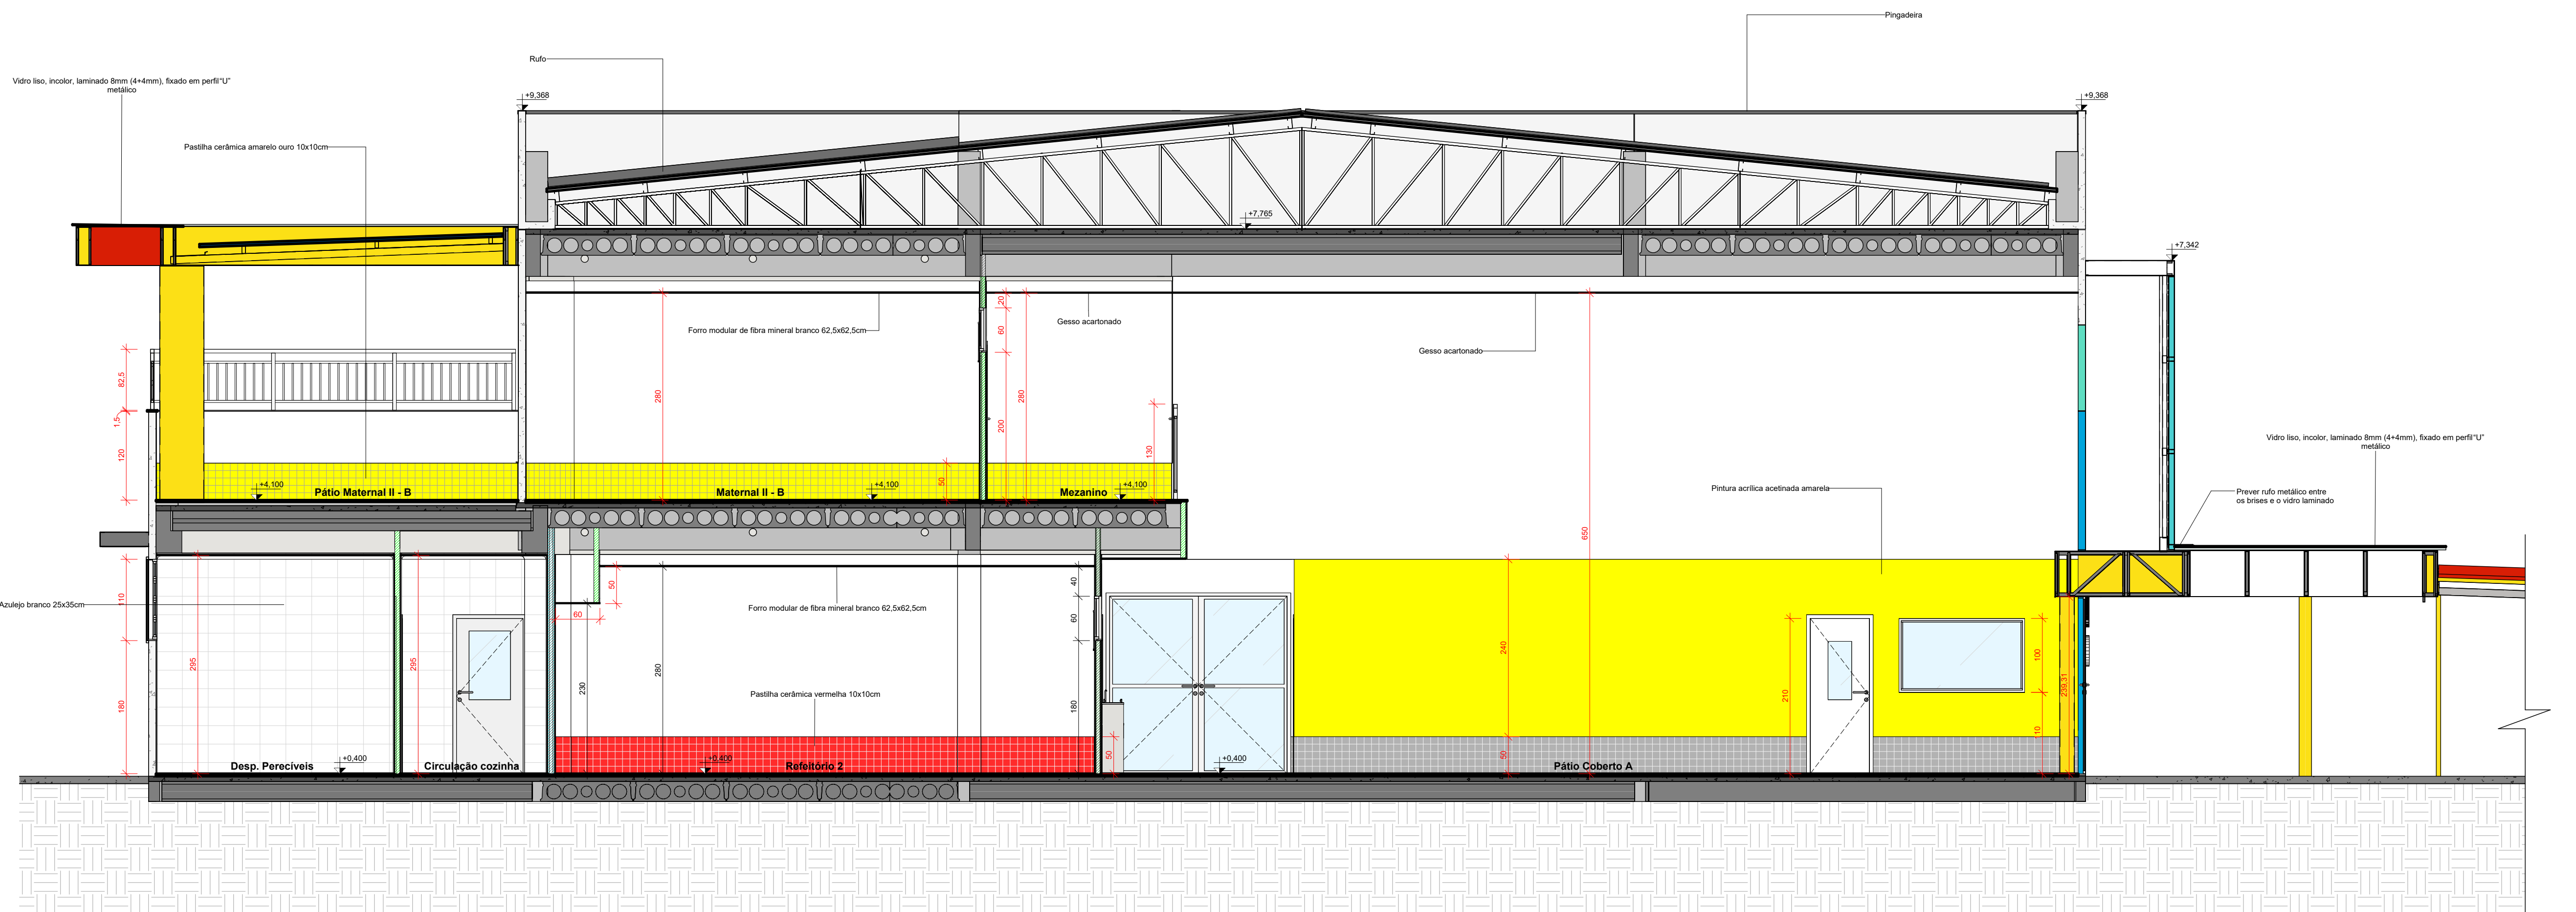 Pingadeira
Rufo
Vidro liso, incolor, laminado 8mm (4+4mm), fixado em perfil"U"
metálico
+9,368
+9,368
Pastilha cerâmica amarelo ouro 10x10cm
+7,765
+7,342
20
60
Gesso acartonado
Forro modular de fibra mineral branco 62,5x62,5cm
Gesso acartonado
82,5
280
280
1,5
120
200
130
Vidro liso, incolor, laminado 8mm (4+4mm), fixado em perfil"U"
metálico
50
+4,100
+4,100
+4,100
Pátio Maternal II - B
Maternal II - B
Mezanino
Pintura acrílica acetinada amarela
Prever rufo metálico entre
os brises e o vidro laminado
650
110
Azulejo branco 25x35cm
50
60
40
60
Forro modular de fibra mineral branco 62,5x62,5cm
295
295
280
230
240
100
239,31
210
180
180
Pastilha cerâmica vermelha 10x10cm
110
50
50
+0,400
+0,400
+0,400
Desp. Perecíveis
Circulação cozinha
Refeitório 2
Pátio Coberto A